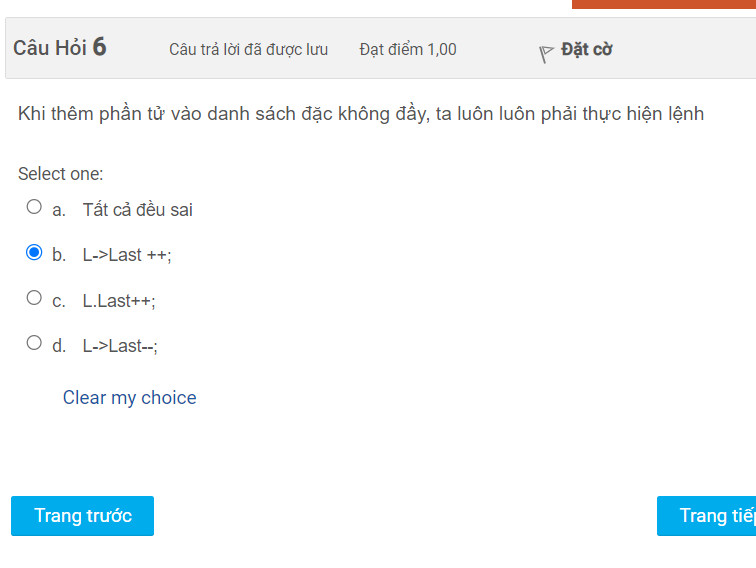 Câu Hỏi 6 Câu trả lời đã được lưu Đạt điểm 1,00 Đặt cờ
Khi thêm phần tử vào danh sách đặc không đầy, ta luôn luôn phải thực hiện lệnh
Select one:
a. Tất cả đều sai
b. L->Last ++;
c. L.Last++;
d. L->Last--;
Clear my choice
Trang trước Trang tiếp